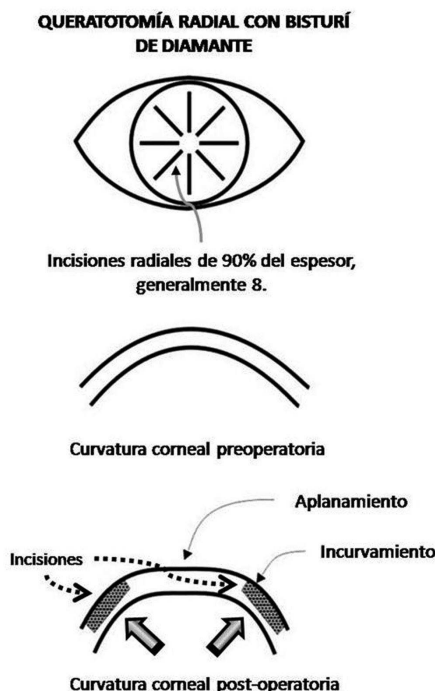 QUERATOTOMÍA RADIAL CON BISTURÍ
DE DIAMANTE
Incisiones radiales de 90% del espesor,
generalmente 8.
Curvatura corneal preoperatoria
Aplanamiento
Incisiones
Incurvamiento
Curvatura corneal post-operatoria